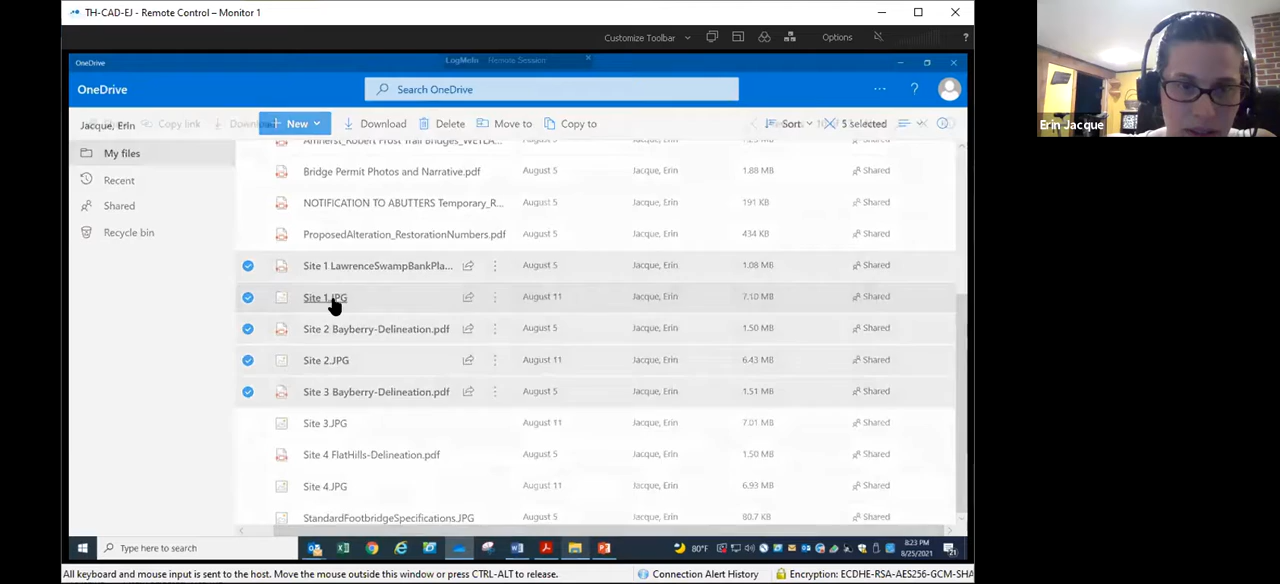 TH-CAD-EJ - Remote Control – Monitor 1
Customize Toolbar Options ?
OneDrive LogMeIn Remote Session
OneDrive Search OneDrive ?
Jacque, Erin Copy link Download New Download Delete Move to Copy to Sort 5 selected
My files
Recent
Shared
Recycle bin
Amherst_Robert Frost Trail Bridges_WETLA...
Bridge Permit Photos and Narrative.pdf August 5 Jacque, Erin 1.88 MB Shared
NOTIFICATION TO ABUTTERS Temporary_R... August 5 Jacque, Erin 191 KB Shared
ProposedAlteration_RestorationNumbers.pdf August 5 Jacque, Erin 434 KB Shared
Site 1 LawrenceSwampBankPla... August 5 Jacque, Erin 1.08 MB Shared
Site 1.JPG August 11 Jacque, Erin 7.10 MB Shared
Site 2 Bayberry-Delineation.pdf August 5 Jacque, Erin 1.50 MB Shared
Site 2.JPG August 11 Jacque, Erin 6.43 MB Shared
Site 3 Bayberry-Delineation.pdf August 5 Jacque, Erin 1.51 MB Shared
Site 3.JPG August 11 Jacque, Erin 7.01 MB Shared
Site 4 FlatHills-Delineation.pdf August 5 Jacque, Erin 1.50 MB Shared
Site 4.JPG August 11 Jacque, Erin 6.93 MB Shared
StandardFootbridgeSpecifications.JPG August 5 Jacque, Erin 80.7 KB Shared
Type here to search 80°F 8:23 PM
8/25/2021
All keyboard and mouse input is sent to the host. Move the mouse outside this window or press CTRL-ALT to release. Connection Alert History Encryption: ECDHE-RSA-AES256-GCM-SHA
Erin Jacque